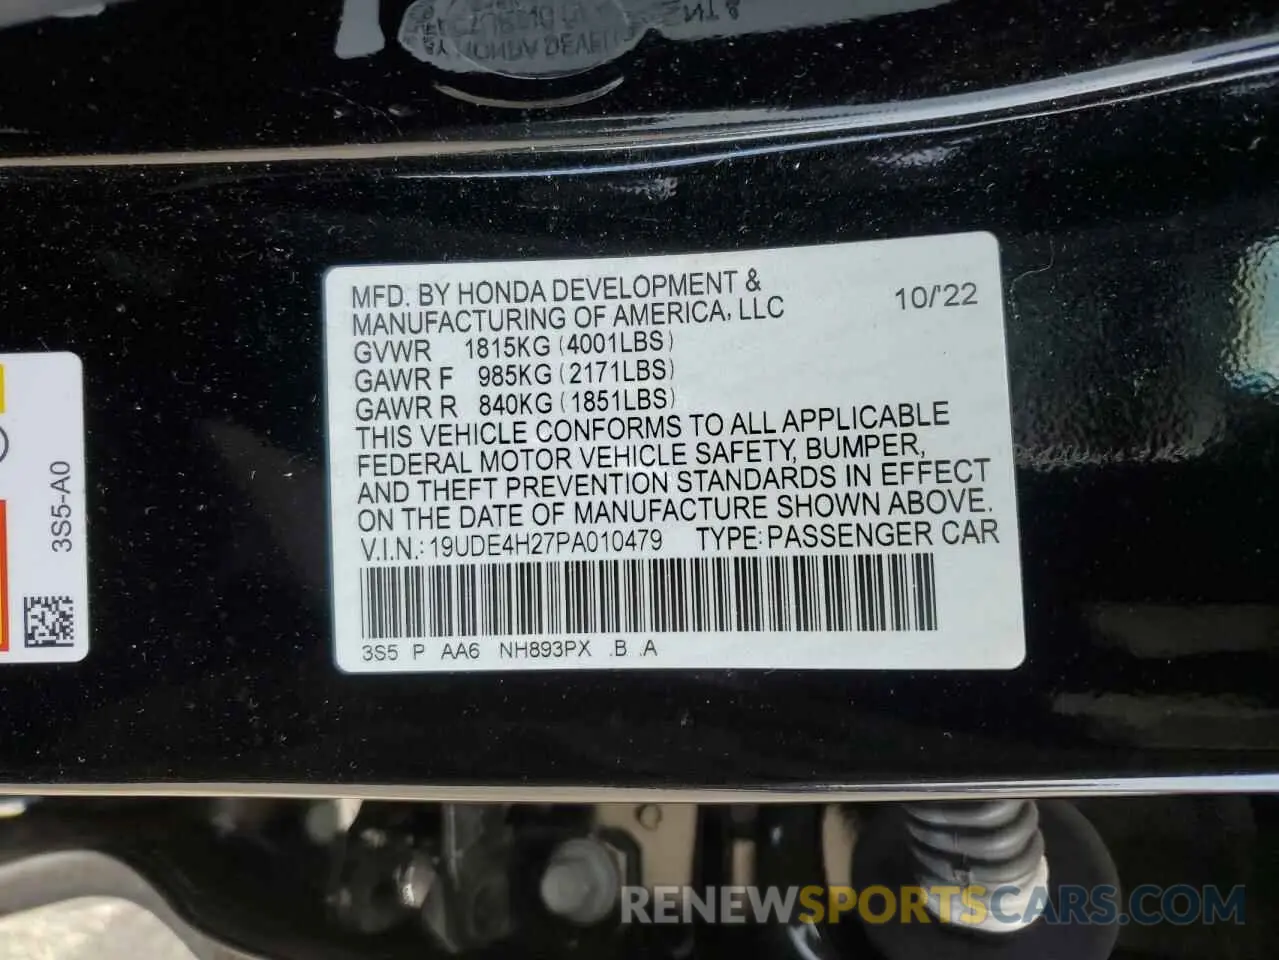 MFD. BY HONDA DEVELOPMENT &
MANUFACTURING OF AMERICA, LLC 10/'22
GVWR 1815KG (4001LBS)
GAWR F 985KG (2171LBS)
GAWR R 840KG (1851LBS)
THIS VEHICLE CONFORMS TO ALL APPLICABLE
FEDERAL MOTOR VEHICLE SAFETY, BUMPER,
AND THEFT PREVENTION STANDARDS IN EFFECT
ON THE DATE OF MANUFACTURE SHOWN ABOVE.
V.I.N.: 19UDE4H27PA010479 TYPE: PASSENGER CAR
3S5 P AA6 NH893PX .B .A
3S5-A0
RENEWSPORTSCARS.COM